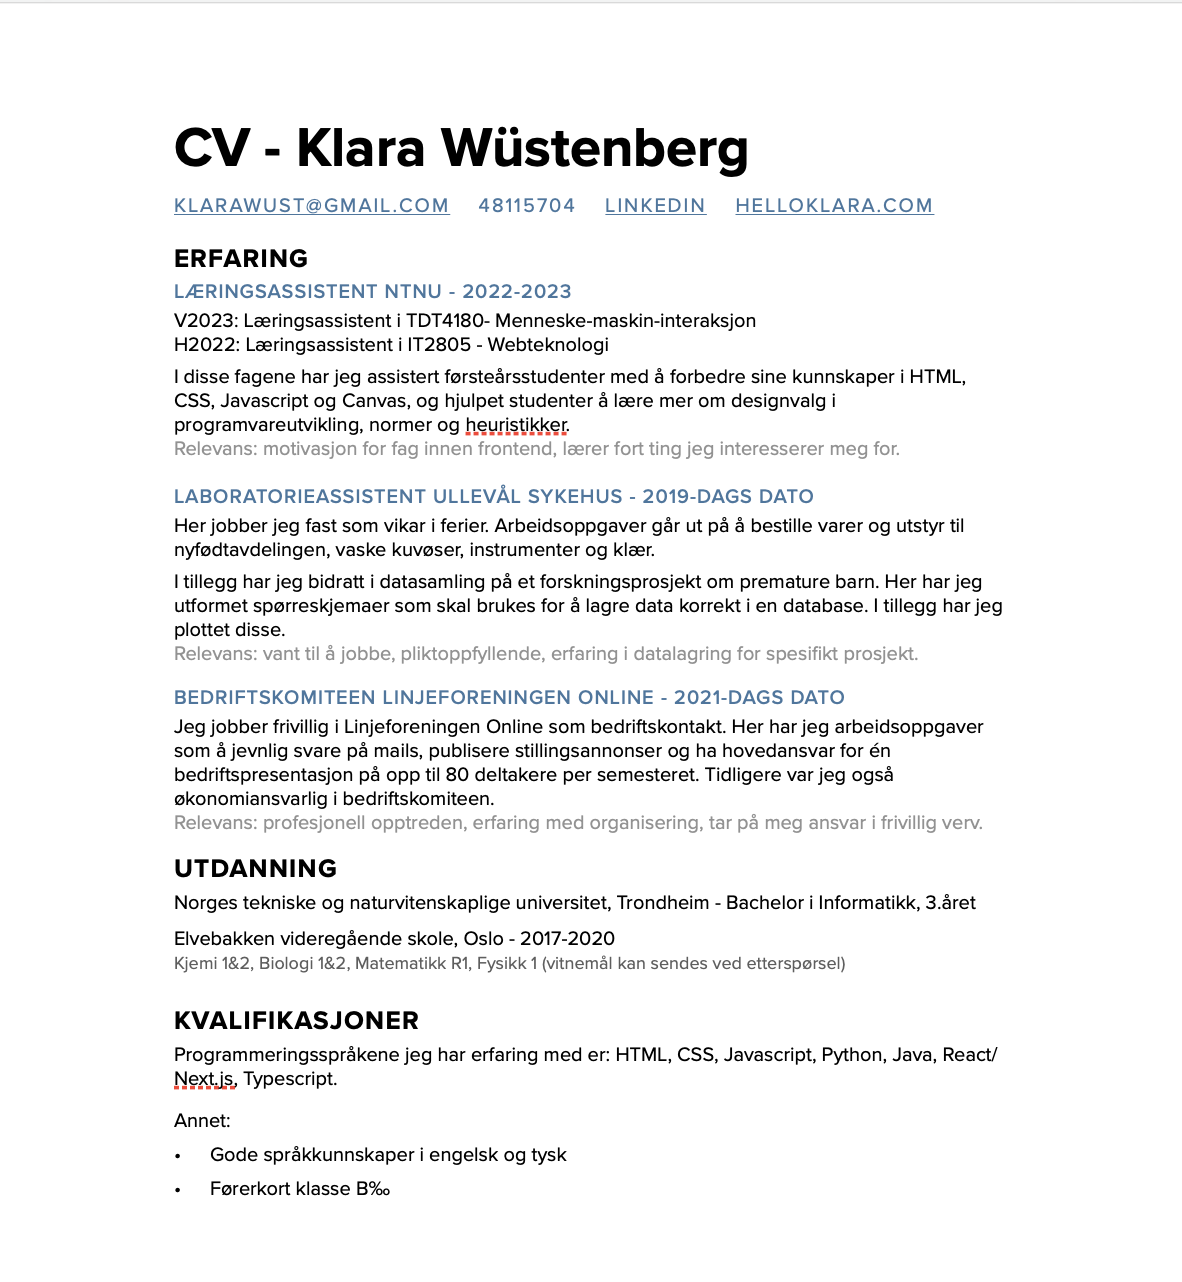 CV - Klara Wüstenberg
KLARAWUST@GMAIL.COM 48115704 LINKEDIN HELLOKLARA.COM
ERFARING
LÆRINGSASSISTENT NTNU - 2022-2023
V2023: Læringsassistent i TDT4180- Menneske-maskin-interaksjon
H2022: Læringsassistent i IT2805 - Webteknologi
I disse fagene har jeg assistert førsteårsstudenter med å forbedre sine kunnskaper i HTML,
CSS, Javascript og Canvas, og hjulpet studenter å lære mer om designvalg i
programvareutvikling, normer og heuristikker.
Relevans: motivasjon for fag innen frontend, lærer fort ting jeg interesserer meg for.
LABORATORIEASSISTENT ULLEVÅL SYKEHUS - 2019-DAGS DATO
Her jobber jeg fast som vikar i ferier. Arbeidsoppgaver går ut på å bestille varer og utstyr til
nyfødtavdelingen, vaske kuvøser, instrumenter og klær.
I tillegg har jeg bidratt i datasamling på et forskningsprosjekt om premature barn. Her har jeg
utformet spørreskjemaer som skal brukes for å lagre data korrekt i en database. I tillegg har jeg
plottet disse.
Relevans: vant til å jobbe, pliktoppfyllende, erfaring i datalagring for spesifikt prosjekt.
BEDRIFTSKOMITEEN LINJEFORENINGEN ONLINE - 2021-DAGS DATO
Jeg jobber frivillig i Linjeforeningen Online som bedriftskontakt. Her har jeg arbeidsoppgaver
som å jevnlig svare på mails, publisere stillingsannonser og ha hovedansvar for én
bedriftspresentasjon på opp til 80 deltakere per semesteret. Tidligere var jeg også
økonomiansvarlig i bedriftskomiteen.
Relevans: profesjonell opptreden, erfaring med organisering, tar på meg ansvar i frivillig verv.
UTDANNING
Norges tekniske og naturvitenskaplige universitet, Trondheim - Bachelor i Informatikk, 3.året
Elvebakken videregående skole, Oslo - 2017-2020
Kjemi 1&2, Biologi 1&2, Matematikk R1, Fysikk 1 (vitnemål kan sendes ved etterspørsel)
KVALIFIKASJONER
Programmeringsspråkene jeg har erfaring med er: HTML, CSS, Javascript, Python, Java, React/
Next.js, Typescript.
Annet:
• Gode språkkunnskaper i engelsk og tysk
• Førerkort klasse B‰